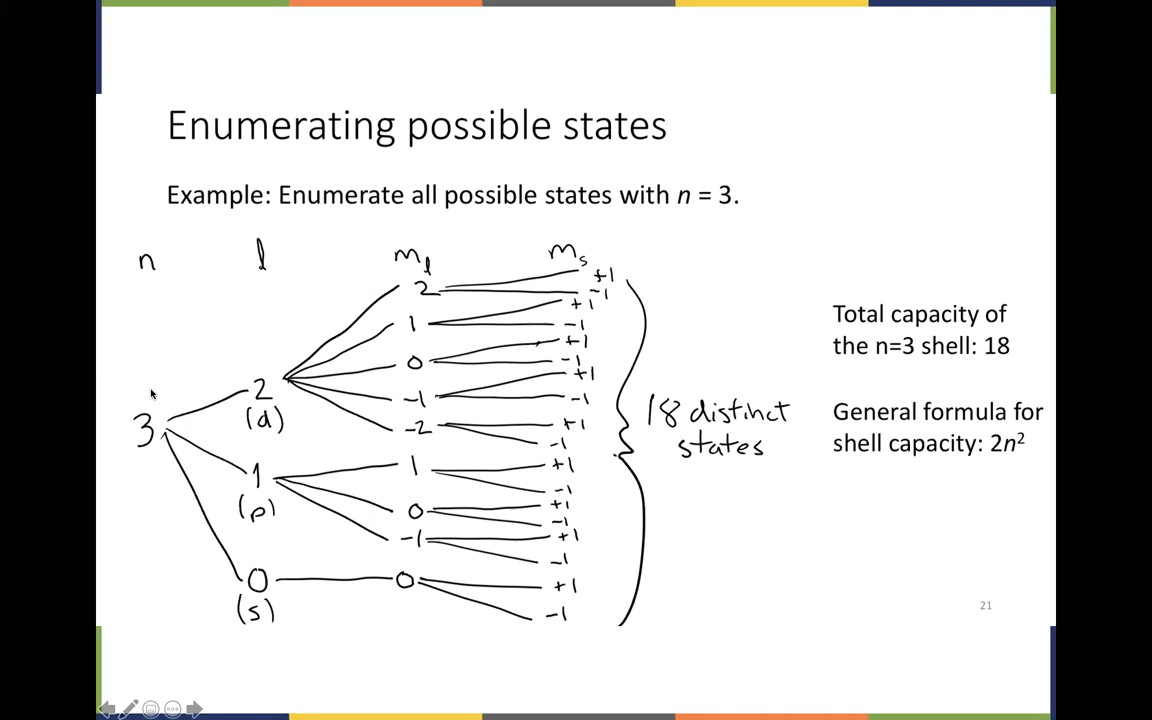 Enumerating possible states
Example: Enumerate all possible states with n = 3.
n l mₗ mₛ
3
2
(d)
1
(p)
0
(s)
2
1
0
-1
-2
1
0
-1
0
+1
-1
+1
-1
+1
-1
+1
-1
+1
-1
+1
-1
+1
-1
+1
-1
+1
-1
18 distinct
states
Total capacity of
the n=3 shell: 18
General formula for
shell capacity: 2n²
21